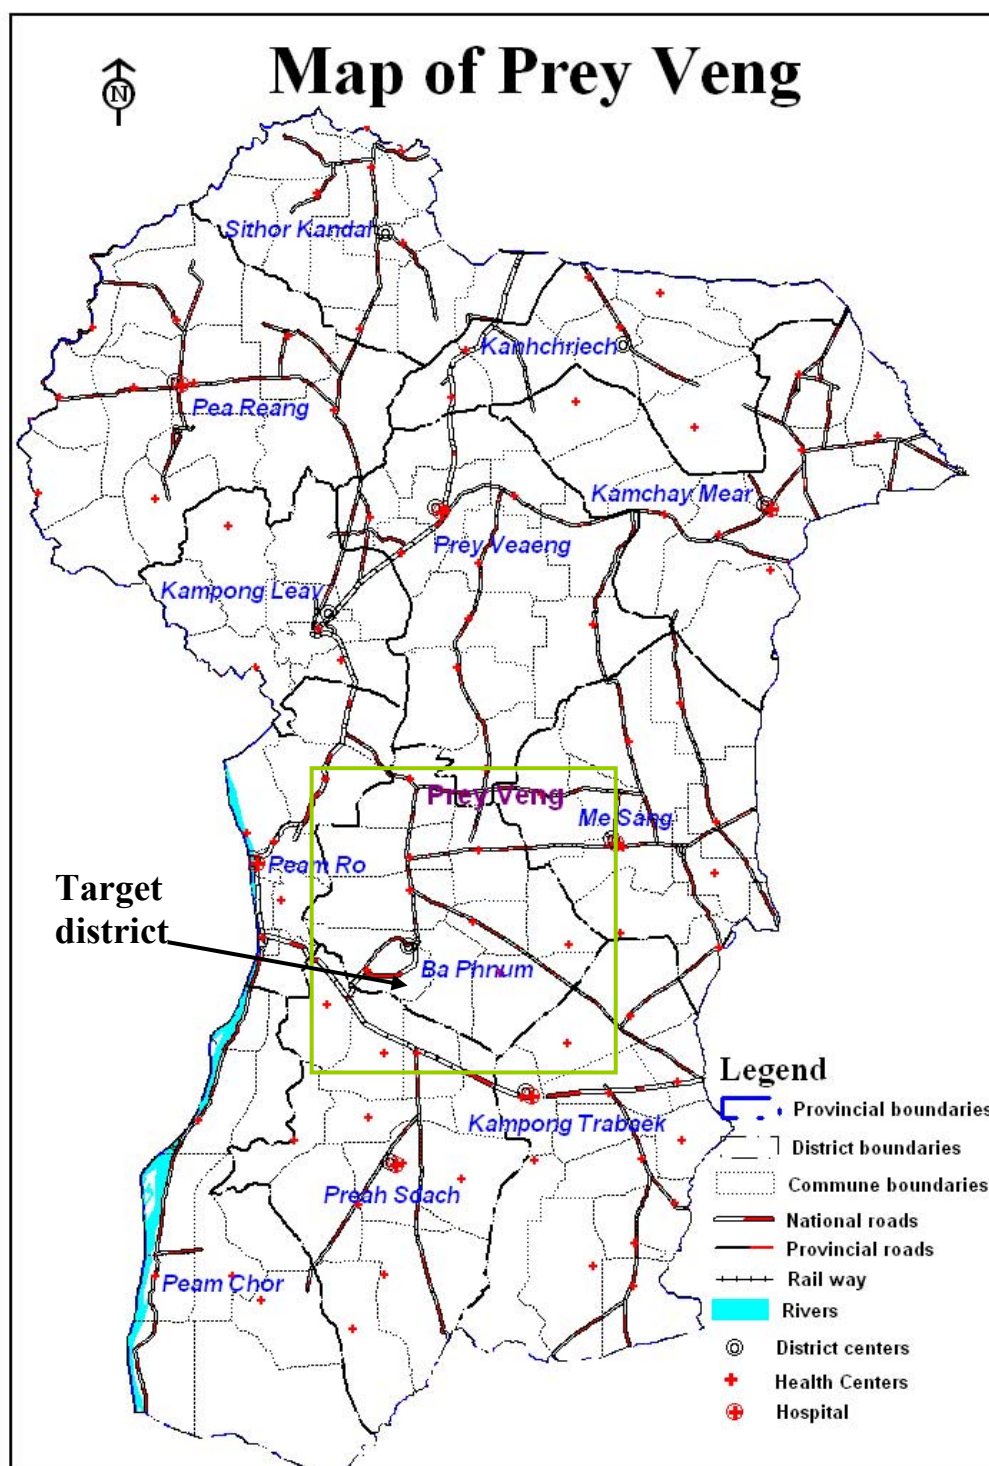 Map of Prey Veng
N
Sithor Kandal
Kanhchriech
Pea Reang
Kamchay Mear
Prey Veaeng
Kampong Leav
Prey Veng
Me Sang
Peam Ro
Target
district
Ba Phnum
Kampong Trabaek
Preah Sdach
Peam Chor
Legend
Provincial boundaries
District boundaries
Commune boundaries
National roads
Provincial roads
Rail way
Rivers
District centers
Health Centers
Hospital